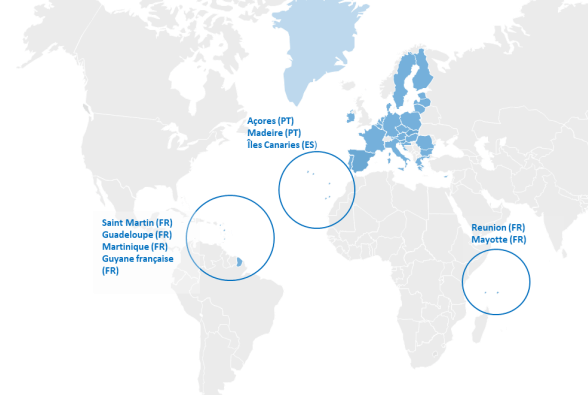 Açores (PT)
Madeire (PT)
Îles Canaries (ES)
Saint Martin (FR)
Guadeloupe (FR)
Martinique (FR)
Guyane française
(FR)
Reunion (FR)
Mayotte (FR)